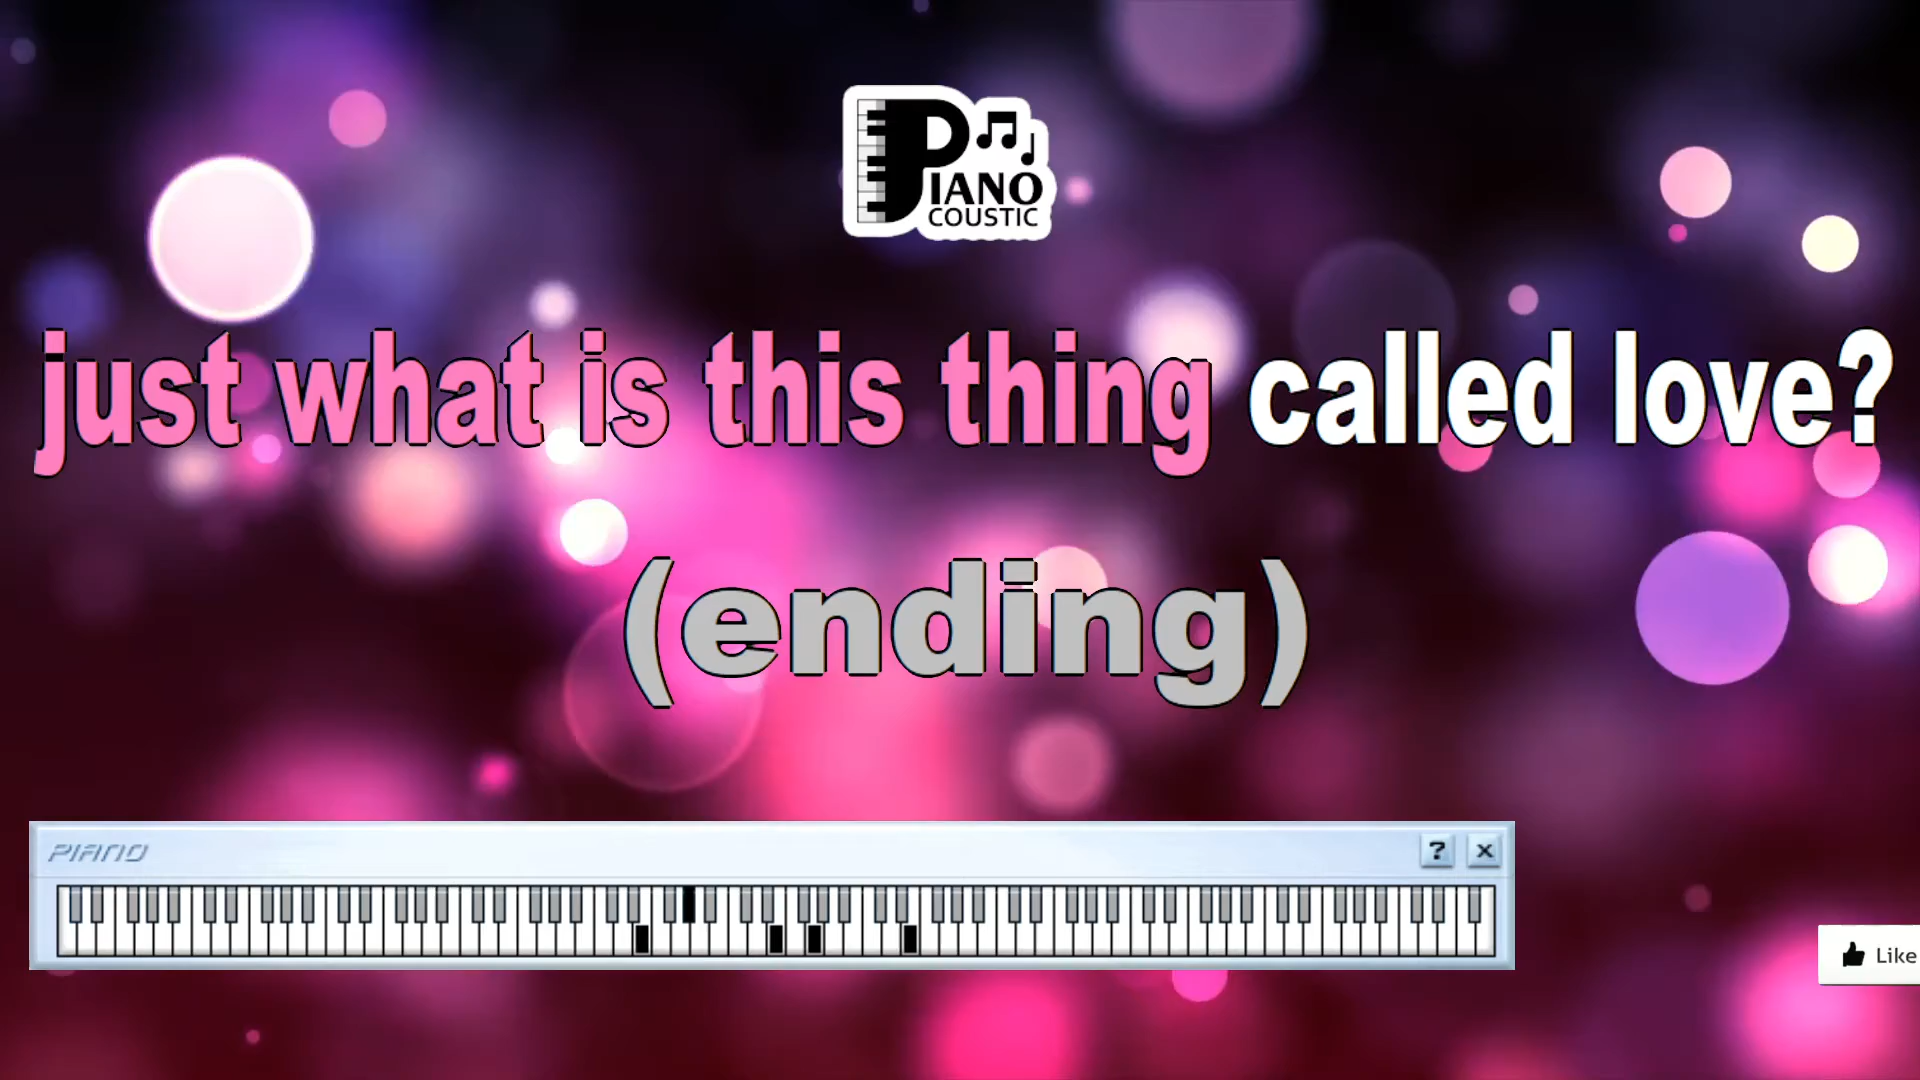 PIANO
COUSTIC
just what is this thing called love?
(ending)
PIANO
? x
Like